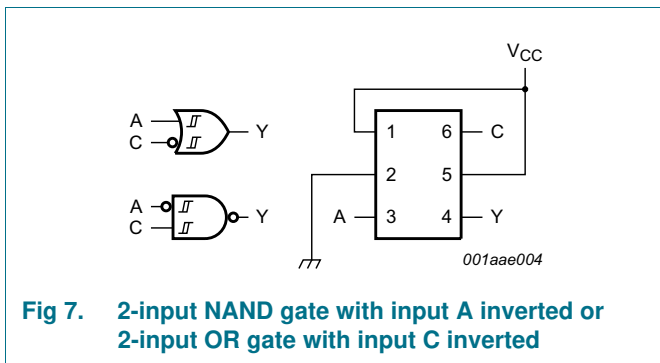 V_CC
A
C
Y
A
C
Y
1 6 C
2 5
A 3 4 Y
001aae004
Fig 7. 2-input NAND gate with input A inverted or
2-input OR gate with input C inverted